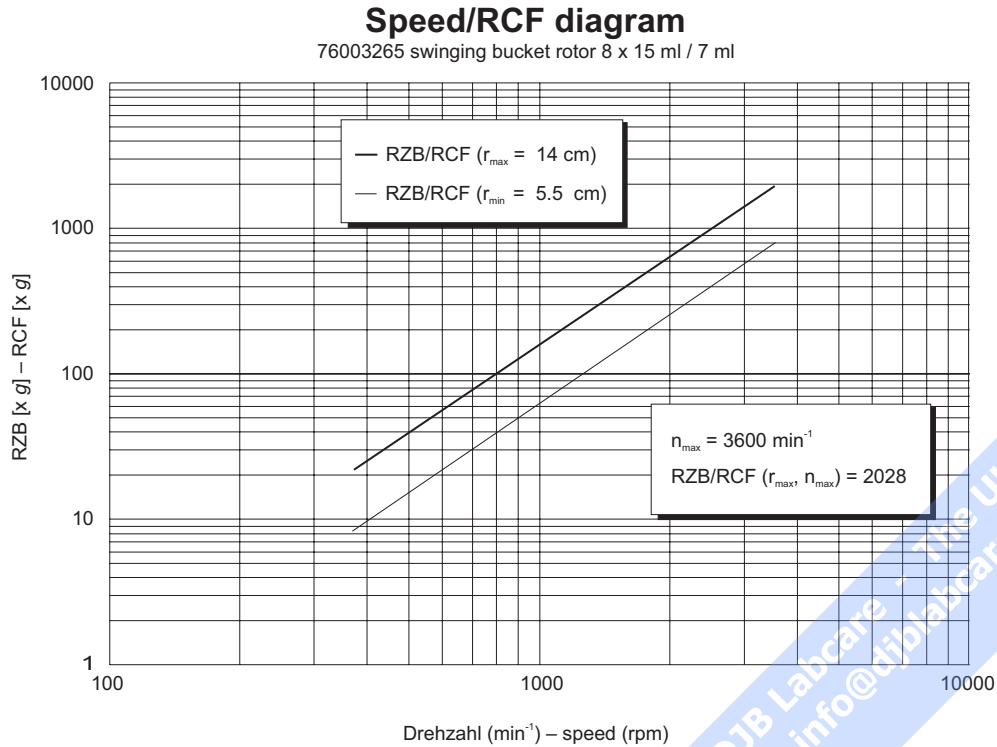 Speed/RCF diagram
76003265 swinging bucket rotor 8 x 15 ml / 7 ml
10000
RZB/RCF (rmax = 14 cm)
RZB/RCF (rmin = 5.5 cm)
1000
RZB [x g] – RCF [x g]
100
nmax = 3600 min-1
RZB/RCF (rmax, nmax) = 2028
10
1
100
1000
10000
Drehzahl (min-1) – speed (rpm)
DJB Labcare - The
info@djblabcare